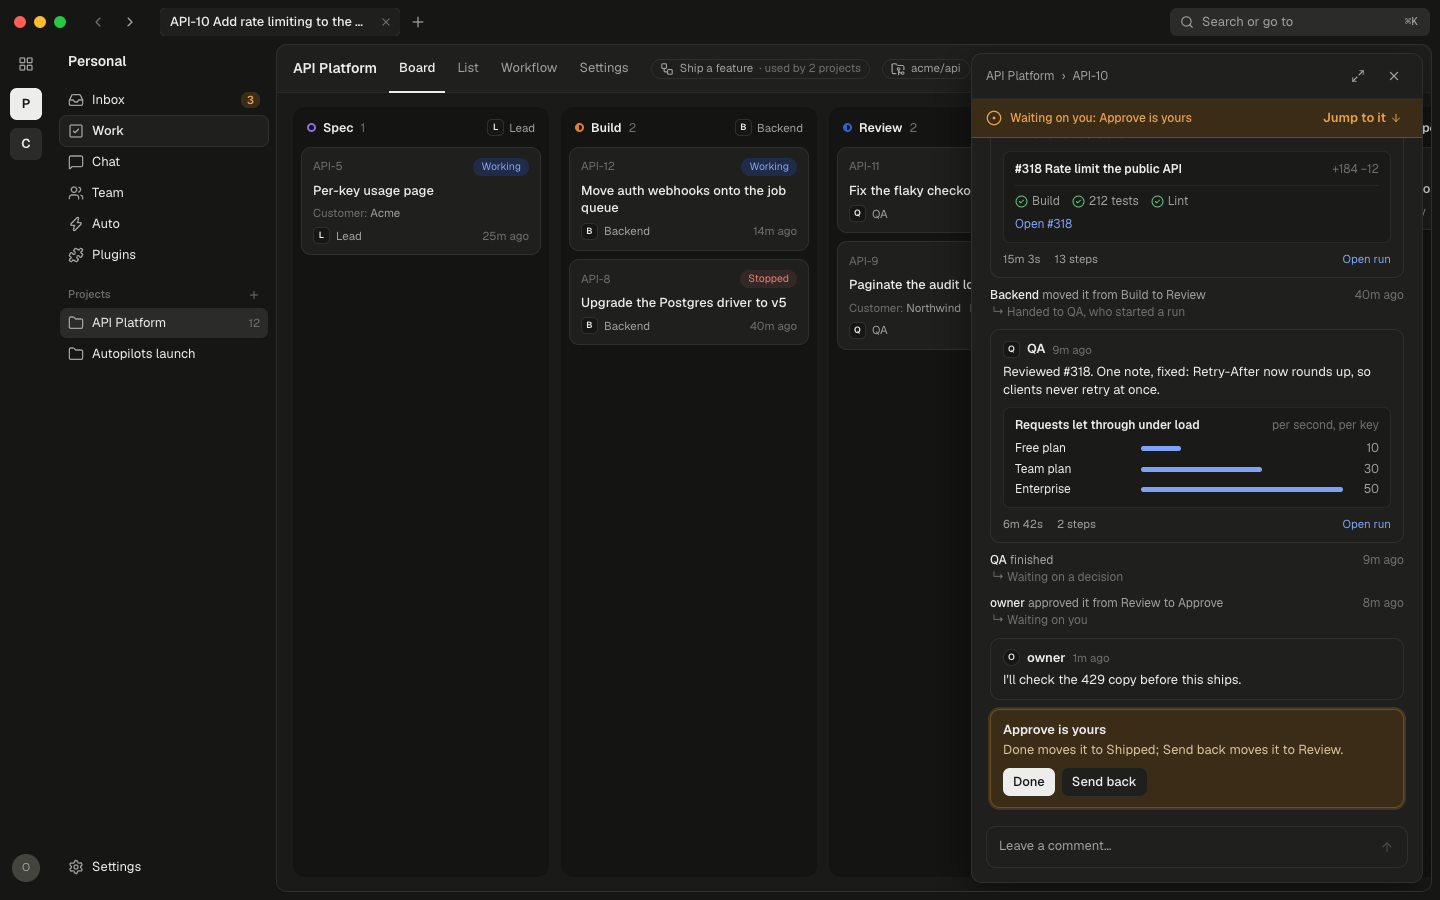 API-10 Add rate limiting to the ...
Search or go to
⌘K
Personal
P
C
Inbox
3
Work
Chat
Team
Auto
Plugins
Projects
API Platform
12
Autopilots launch
O
Settings
API Platform
Board
List
Workflow
Settings
Ship a feature · used by 2 projects
acme/api
Spec 1
L Lead
API-5
Working
Per-key usage page
Customer: Acme
L Lead
25m ago
Build 2
B Backend
API-12
Working
Move auth webhooks onto the job
queue
B Backend
14m ago
API-8
Stopped
Upgrade the Postgres driver to v5
B Backend
40m ago
Review 2
API-11
Fix the flaky checko
Q QA
API-9
Paginate the audit lo
Customer: Northwind
Q QA
API Platform › API-10
Waiting on you: Approve is yours
Jump to it ↓
#318 Rate limit the public API
+184 −12
Build
212 tests
Lint
Open #318
15m 3s
13 steps
Open run
Backend moved it from Build to Review
40m ago
Handed to QA, who started a run
Q QA 9m ago
Reviewed #318. One note, fixed: Retry-After now rounds up, so
clients never retry at once.
Requests let through under load
per second, per key
Free plan
10
Team plan
30
Enterprise
50
6m 42s
2 steps
Open run
QA finished
9m ago
Waiting on a decision
owner approved it from Review to Approve
8m ago
Waiting on you
O owner 1m ago
I'll check the 429 copy before this ships.
Approve is yours
Done moves it to Shipped; Send back moves it to Review.
Done
Send back
Leave a comment...